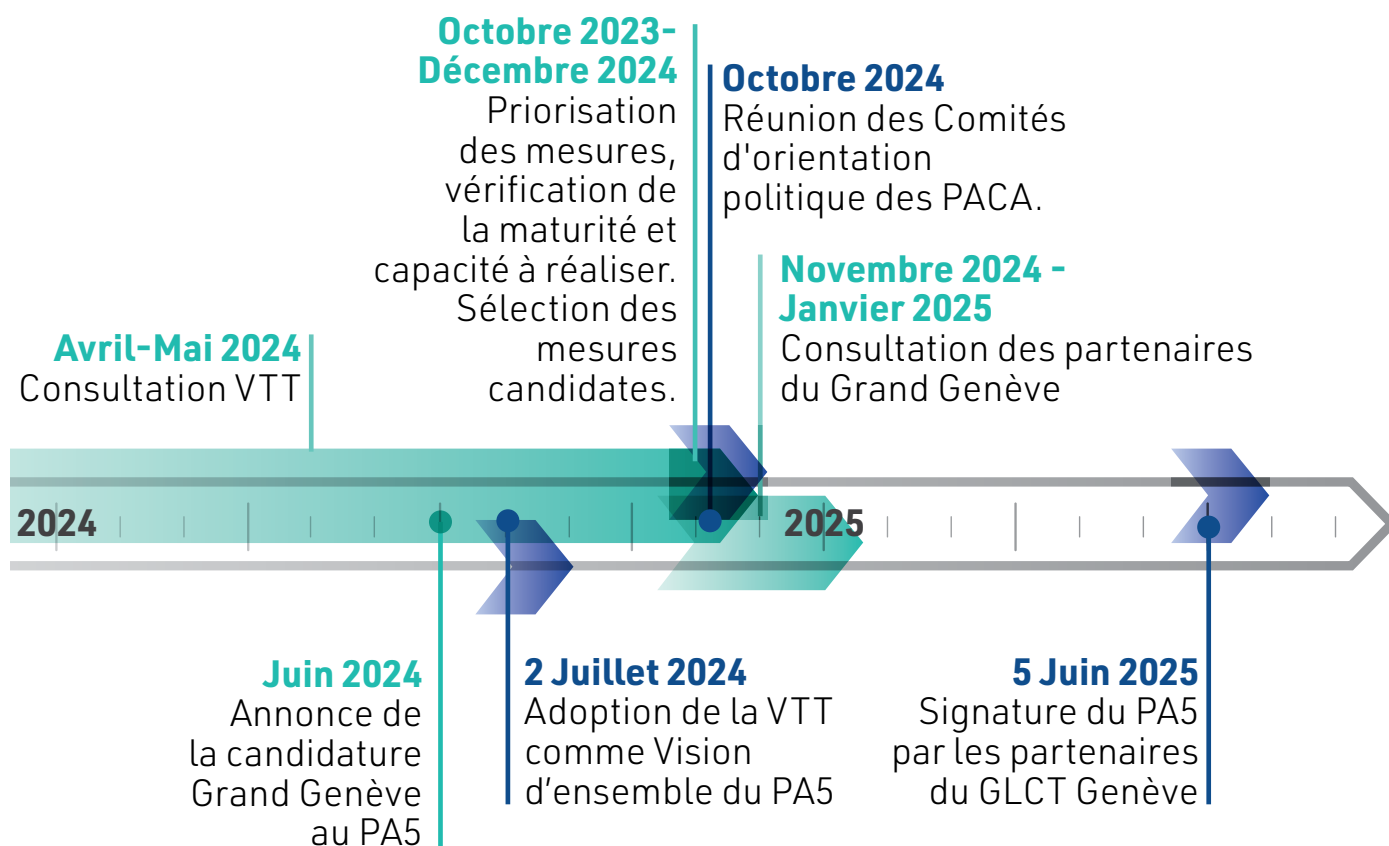 Octobre 2023-
Décembre 2024
Priorisation
des mesures,
vérification de
la maturité et
capacité à réaliser.
Sélection des
mesures
candidates.
Octobre 2024
Réunion des Comités
d'orientation
politique des PACA.
Novembre 2024 -
Janvier 2025
Consultation des partenaires
du Grand Genève
Avril-Mai 2024
Consultation VTT
2024
2025
Juin 2024
Annonce de
la candidature
Grand Genève
au PA5
2 Juillet 2024
Adoption de la VTT
comme Vision
d’ensemble du PA5
5 Juin 2025
Signature du PA5
par les partenaires
du GLCT Genève